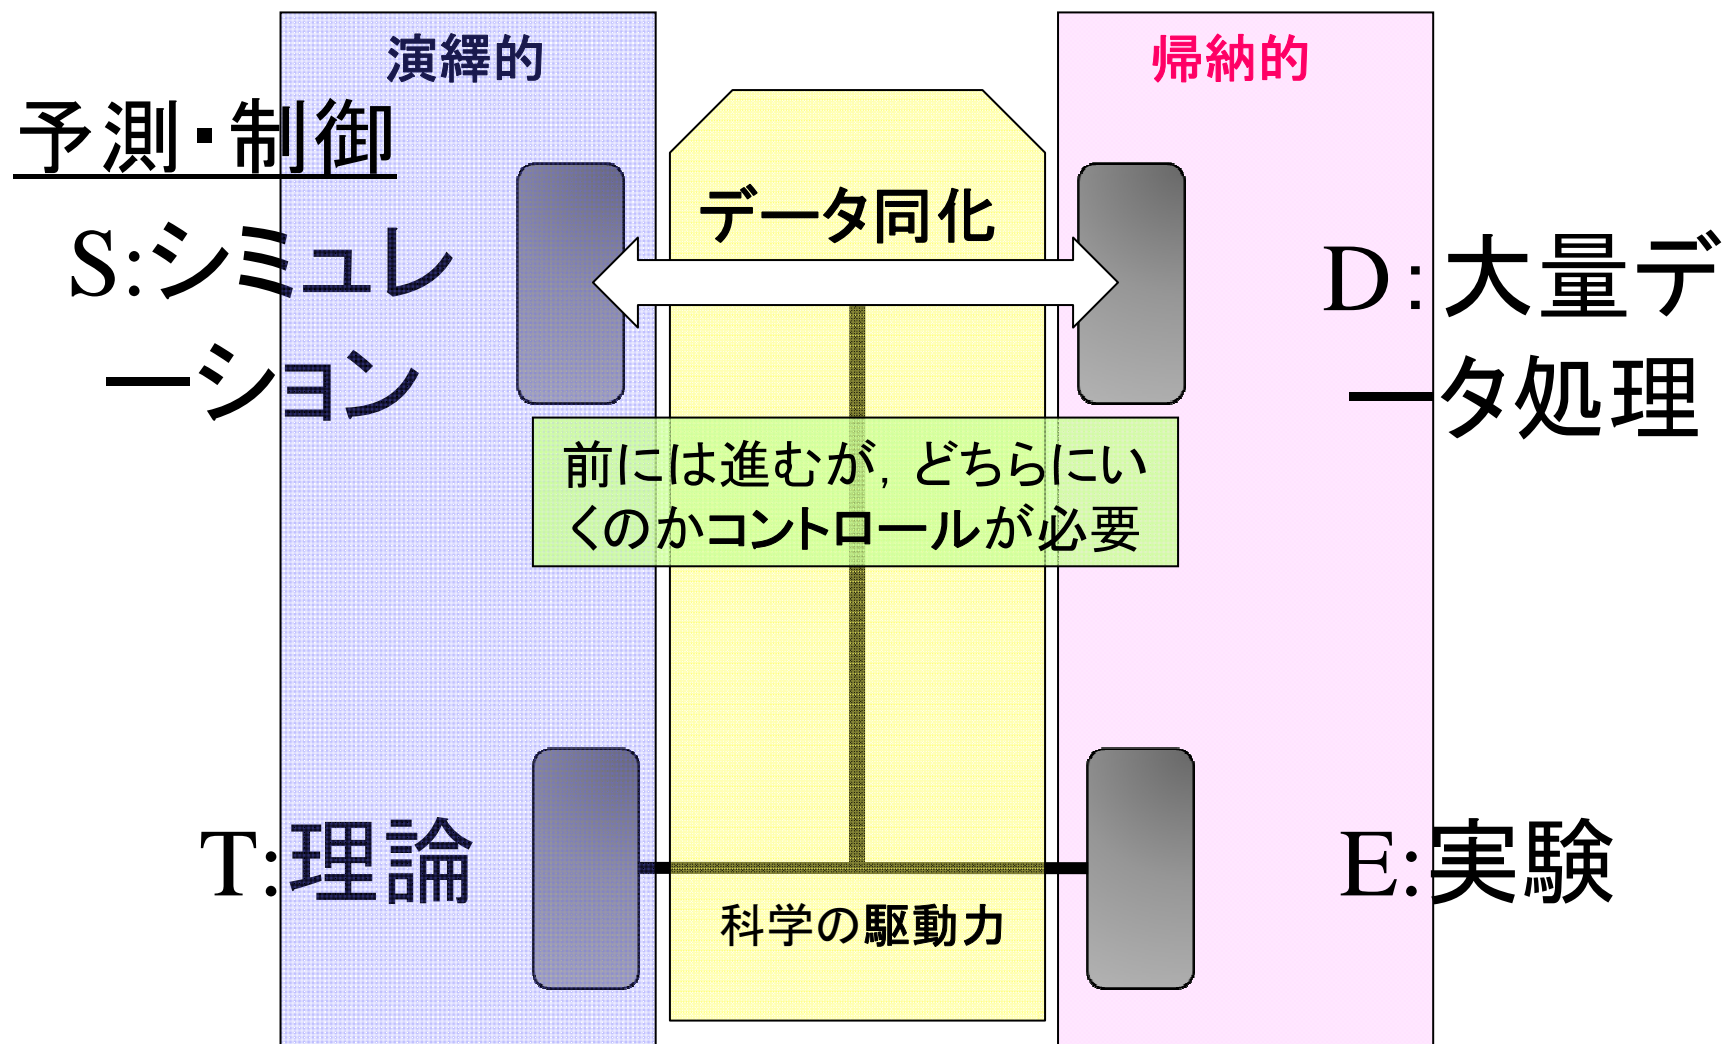 演繹的
帰納的
予測・制御
データ同化
S:シミュレ
ーション
D:大量デ
ータ処理
前には進むが,どちらにい
くのかコントロールが必要
T:理論
E:実験
科学の駆動力